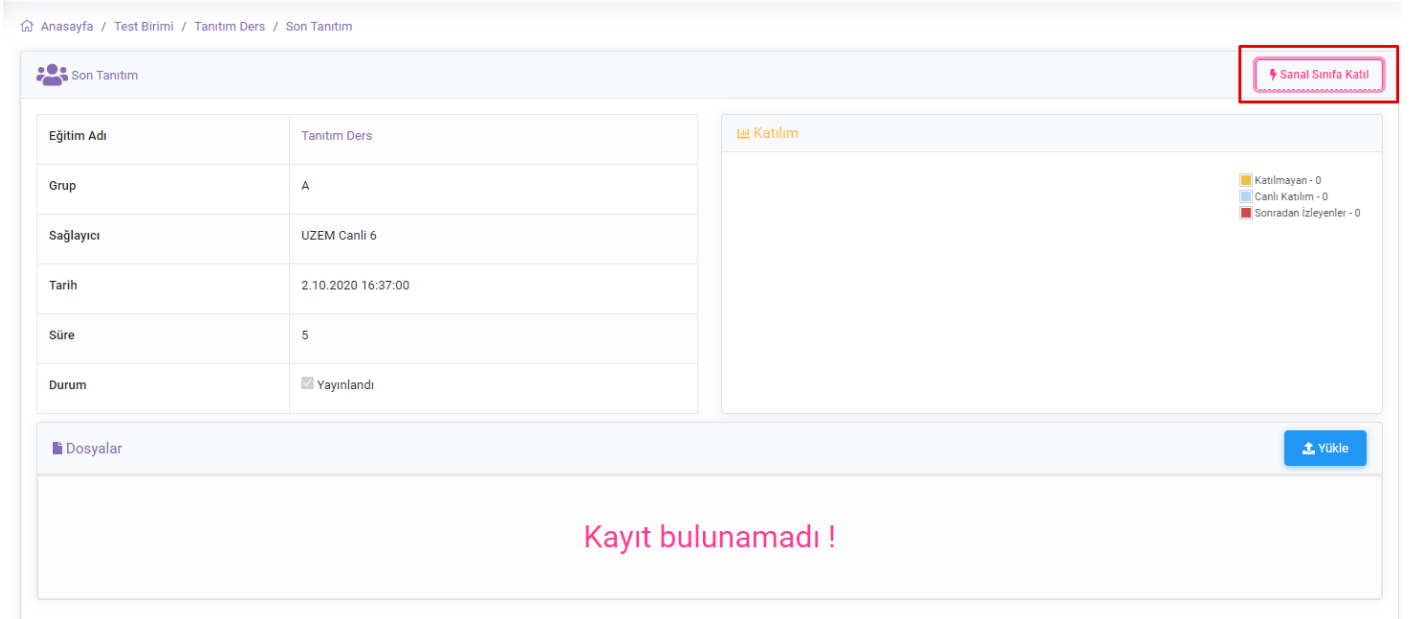 Anasayfa / Test Birimi / Tanıtım Ders / Son Tanıtım
Son Tanıtım
Sanal Sınıfa Katıl
Eğitim Adı Tanıtım Ders
Grup A
Sağlayıcı UZEM Canli 6
Tarih 2.10.2020 16:37:00
Süre 5
Durum Yayınlandı
Katılım
Katılmayan - 0
Canlı Katılım - 0
Sonradan İzleyenler - 0
Dosyalar
Yükle
Kayıt bulunamadı !